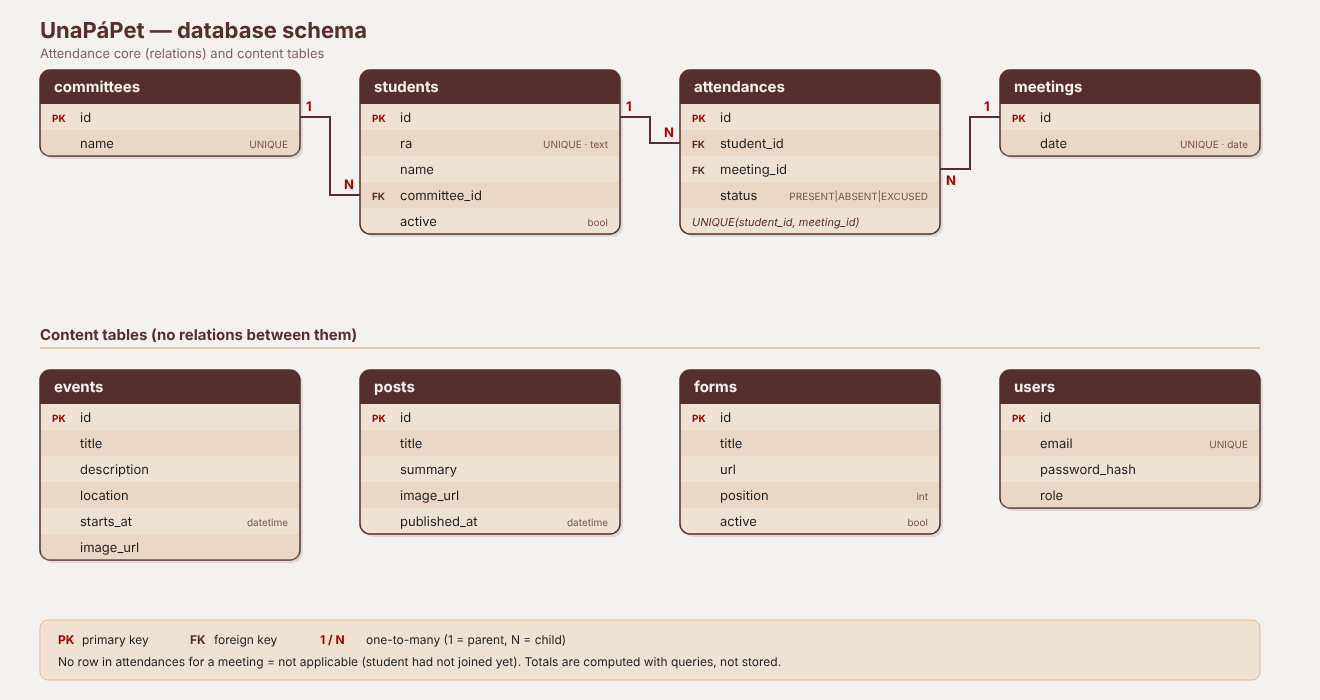 UnaPáPet — database schema
Attendance core (relations) and content tables
committees
PK id
name UNIQUE
1
N
students
PK id
ra UNIQUE · text
name
FK committee_id
active bool
1
N
attendances
PK id
FK student_id
FK meeting_id
status PRESENT|ABSENT|EXCUSED
UNIQUE(student_id, meeting_id)
1
N
meetings
PK id
date UNIQUE · date
Content tables (no relations between them)
events
PK id
title
description
location
starts_at datetime
image_url
posts
PK id
title
summary
image_url
published_at datetime
forms
PK id
title
url
position int
active bool
users
PK id
email UNIQUE
password_hash
role
PK primary key FK foreign key 1 / N one-to-many (1 = parent, N = child)
No row in attendances for a meeting = not applicable (student had not joined yet). Totals are computed with queries, not stored.